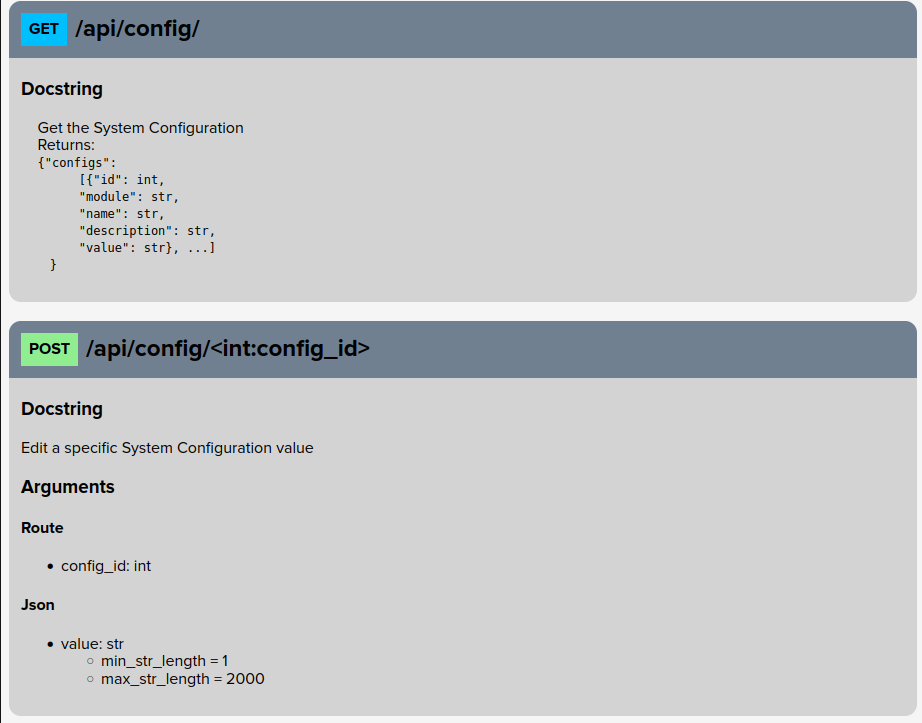 GET /api/config/
Docstring
Get the System Configuration
Returns:
{"configs":
[{"id": int,
"module": str,
"name": str,
"description": str,
"value": str}, ...]
}
POST /api/config/<int:config_id>
Docstring
Edit a specific System Configuration value
Arguments
Route
• config_id: int
Json
• value: str
○ min_str_length = 1
○ max_str_length = 2000